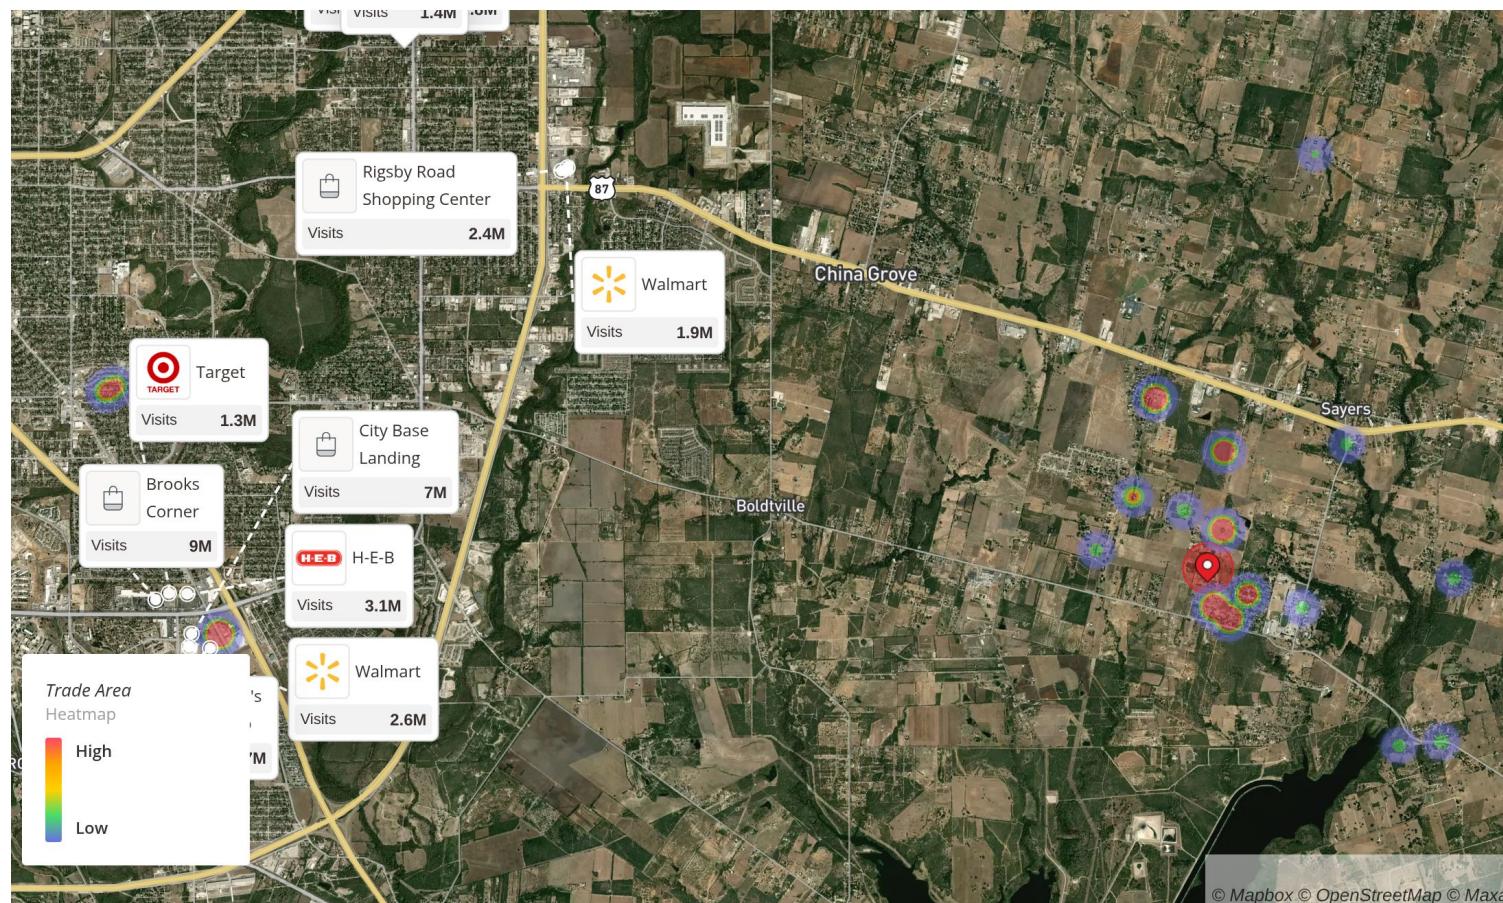 Visits 1.4M
87
Rigsby Road
Shopping Center
Visits 2.4M
China Grove
Walmart
Visits 1.9M
TARGET
Target
Visits 1.3M
Sayers
City Base
Landing
Visits 7M
Brooks
Corner
Visits 9M
Boldtville
H-E-B
H-E-B
Visits 3.1M
Walmart
Visits 2.6M
's
7M
Trade Area
Heatmap
High
Low
© Mapbox © OpenStreetMap © Maxa